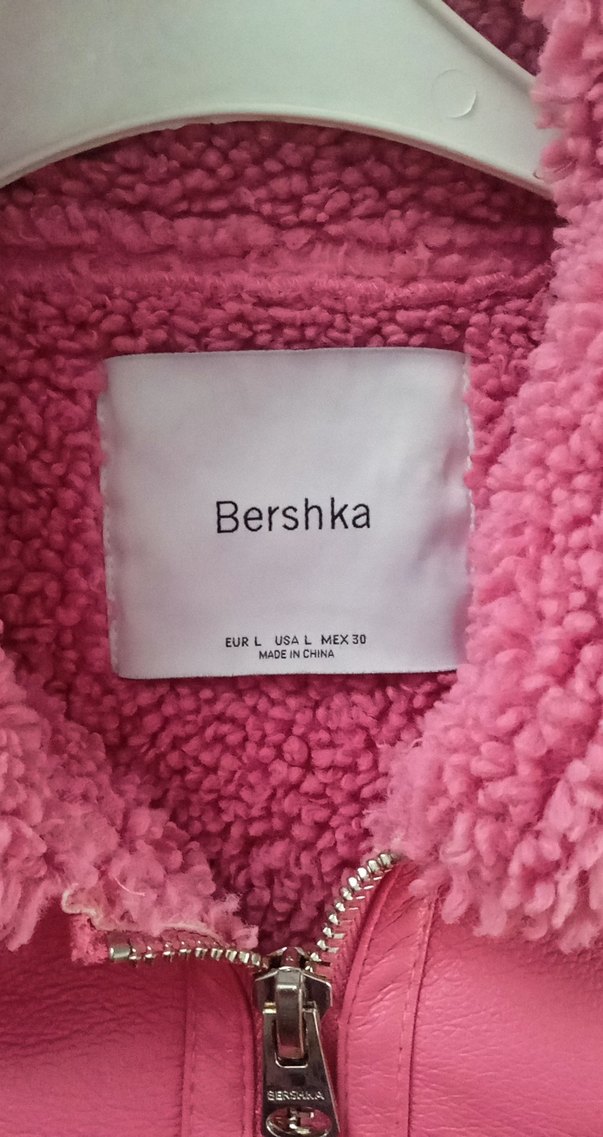 Bershka
EUR L USA L MEX 30
MADE IN CHINA
BERSHKA